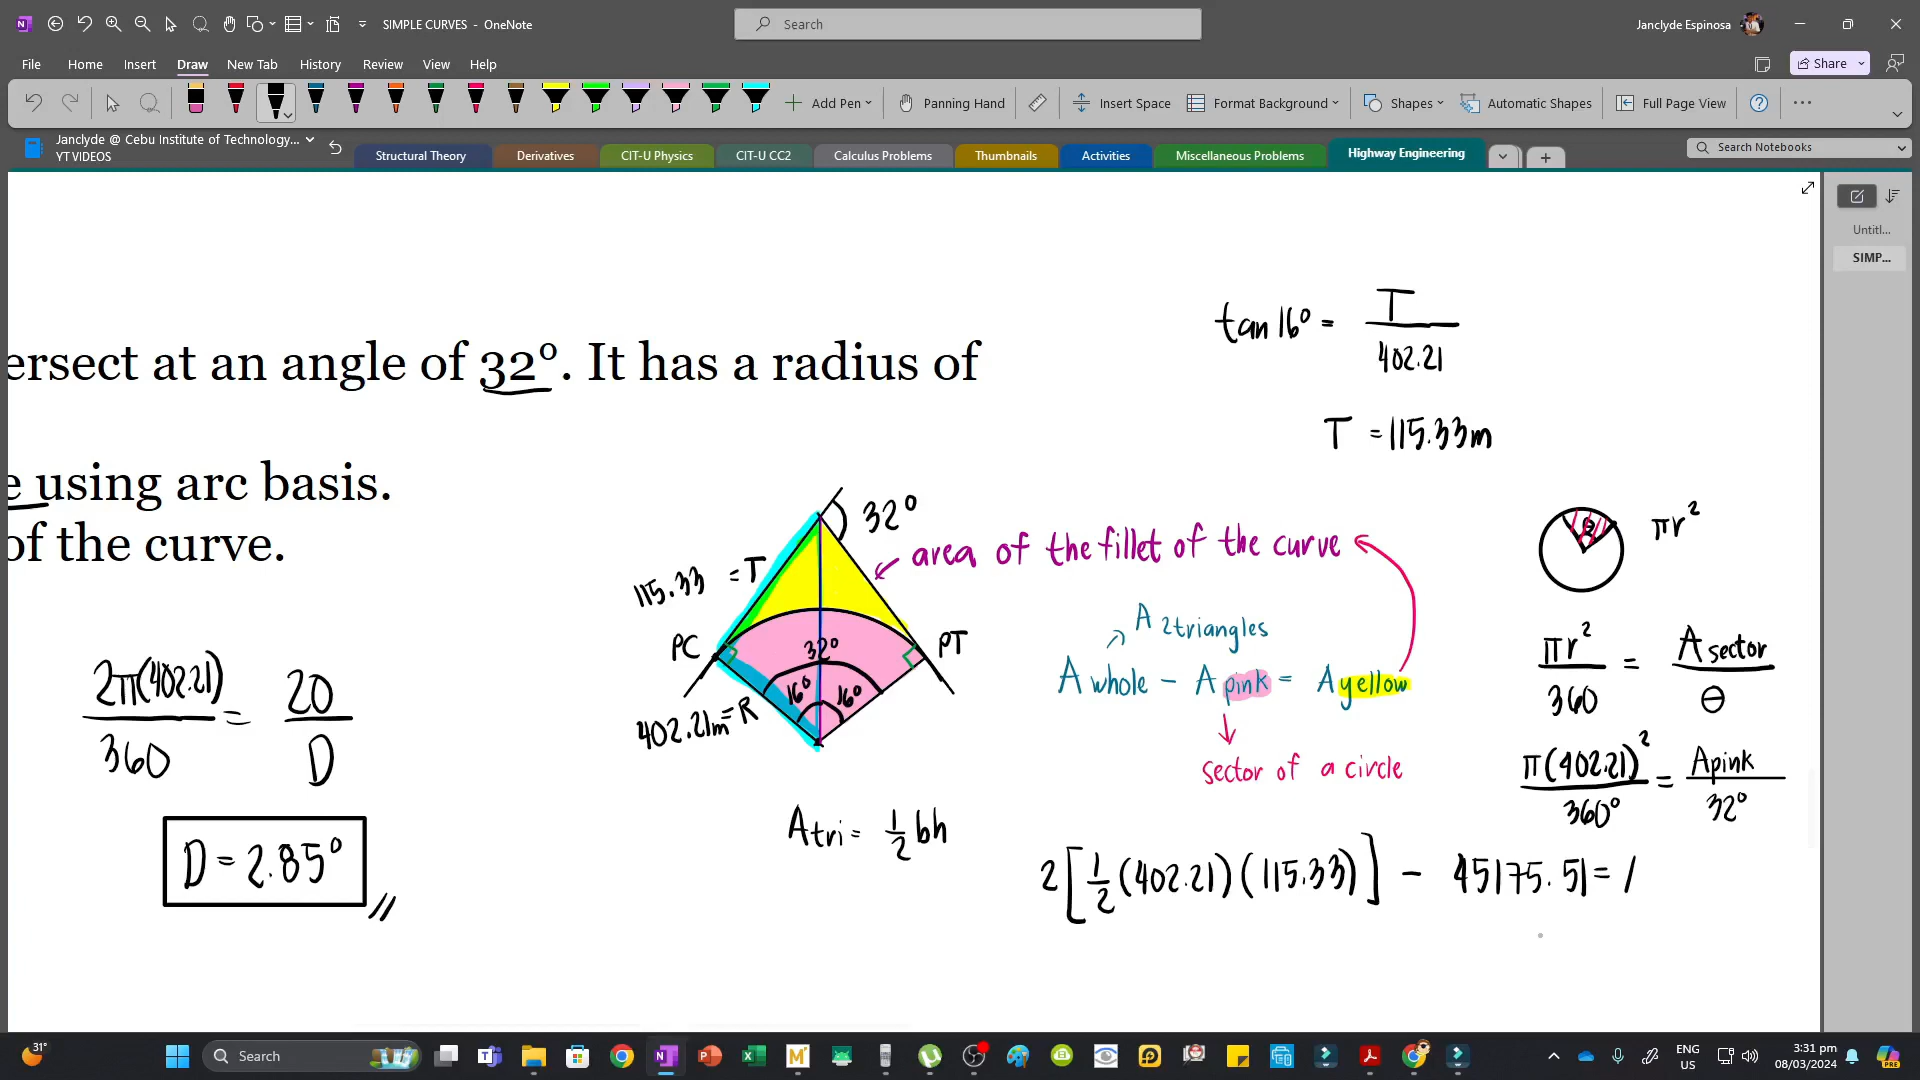 SIMPLE CURVES - OneNote
Search
Janclyde Espinosa
File Home Insert Draw New Tab History Review View Help
Share
Add Pen Panning Hand Insert Space Format Background Shapes Automatic Shapes Full Page View
Janclyde @ Cebu Institute of Technology...
YT VIDEOS
Structural Theory Derivatives CIT-U Physics CIT-U CC2 Calculus Problems Thumbnails Activities Miscellaneous Problems Highway Engineering
Search Notebooks
Untitl...
SIMP...
tan 16° = T / 402.21
ersect at an angle of 32°. It has a radius of
T = 115.33m
e using arc basis.
of the curve.
32°
area of the fillet of the curve
πr²
115.33 = T
A 2triangles
PC 32° PT
A whole - A pink = A yellow
πr² / 360 = A sector / θ
16° 16°
402.21m = R
sector of a circle
2π(402.21) / 360 = 20 / D
π(402.21)² / 360° = Apink / 32°
Atri = 1/2 bh
D = 2.85°
2[1/2 (402.21)(115.33)] - 45175.51 =
31°
Search
ENG
US
3:31 pm
08/03/2024